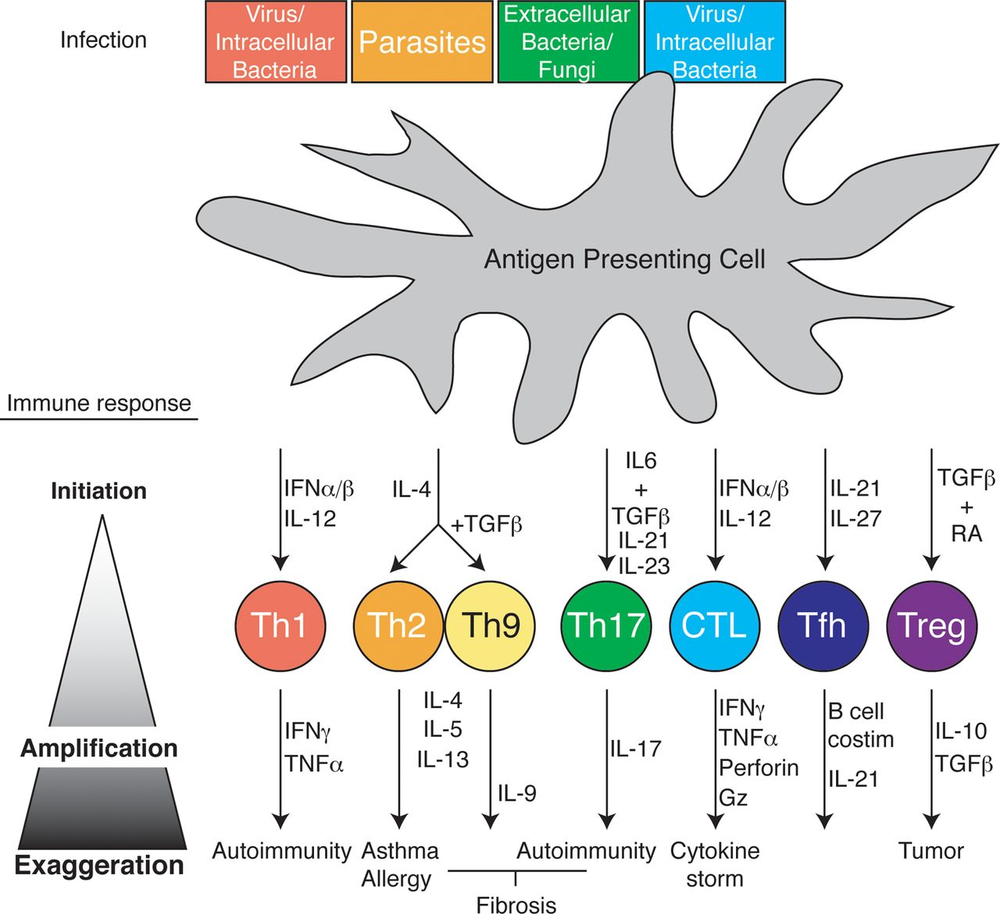 Infection
Virus/
Intracellular
Bacteria
Parasites
Extracellular
Bacteria/
Fungi
Virus/
Intracellular
Bacteria
Antigen Presenting Cell
Immune response
Initiation
Amplification
Exaggeration
IFNα/β
IL-12
IL-4
+TGFβ
IL6
+
TGFβ
IL-21
IL-23
IFNα/β
IL-12
IL-21
IL-27
TGFβ
+
RA
Th1
Th2
Th9
Th17
CTL
Tfh
Treg
IFNγ
TNFα
IL-4
IL-5
IL-13
IL-9
IL-17
IFNγ
TNFα
Perforin
Gz
B cell
costim
IL-21
IL-10
TGFβ
Autoimmunity
Asthma
Allergy
Autoimmunity
Cytokine
storm
Tumor
Fibrosis